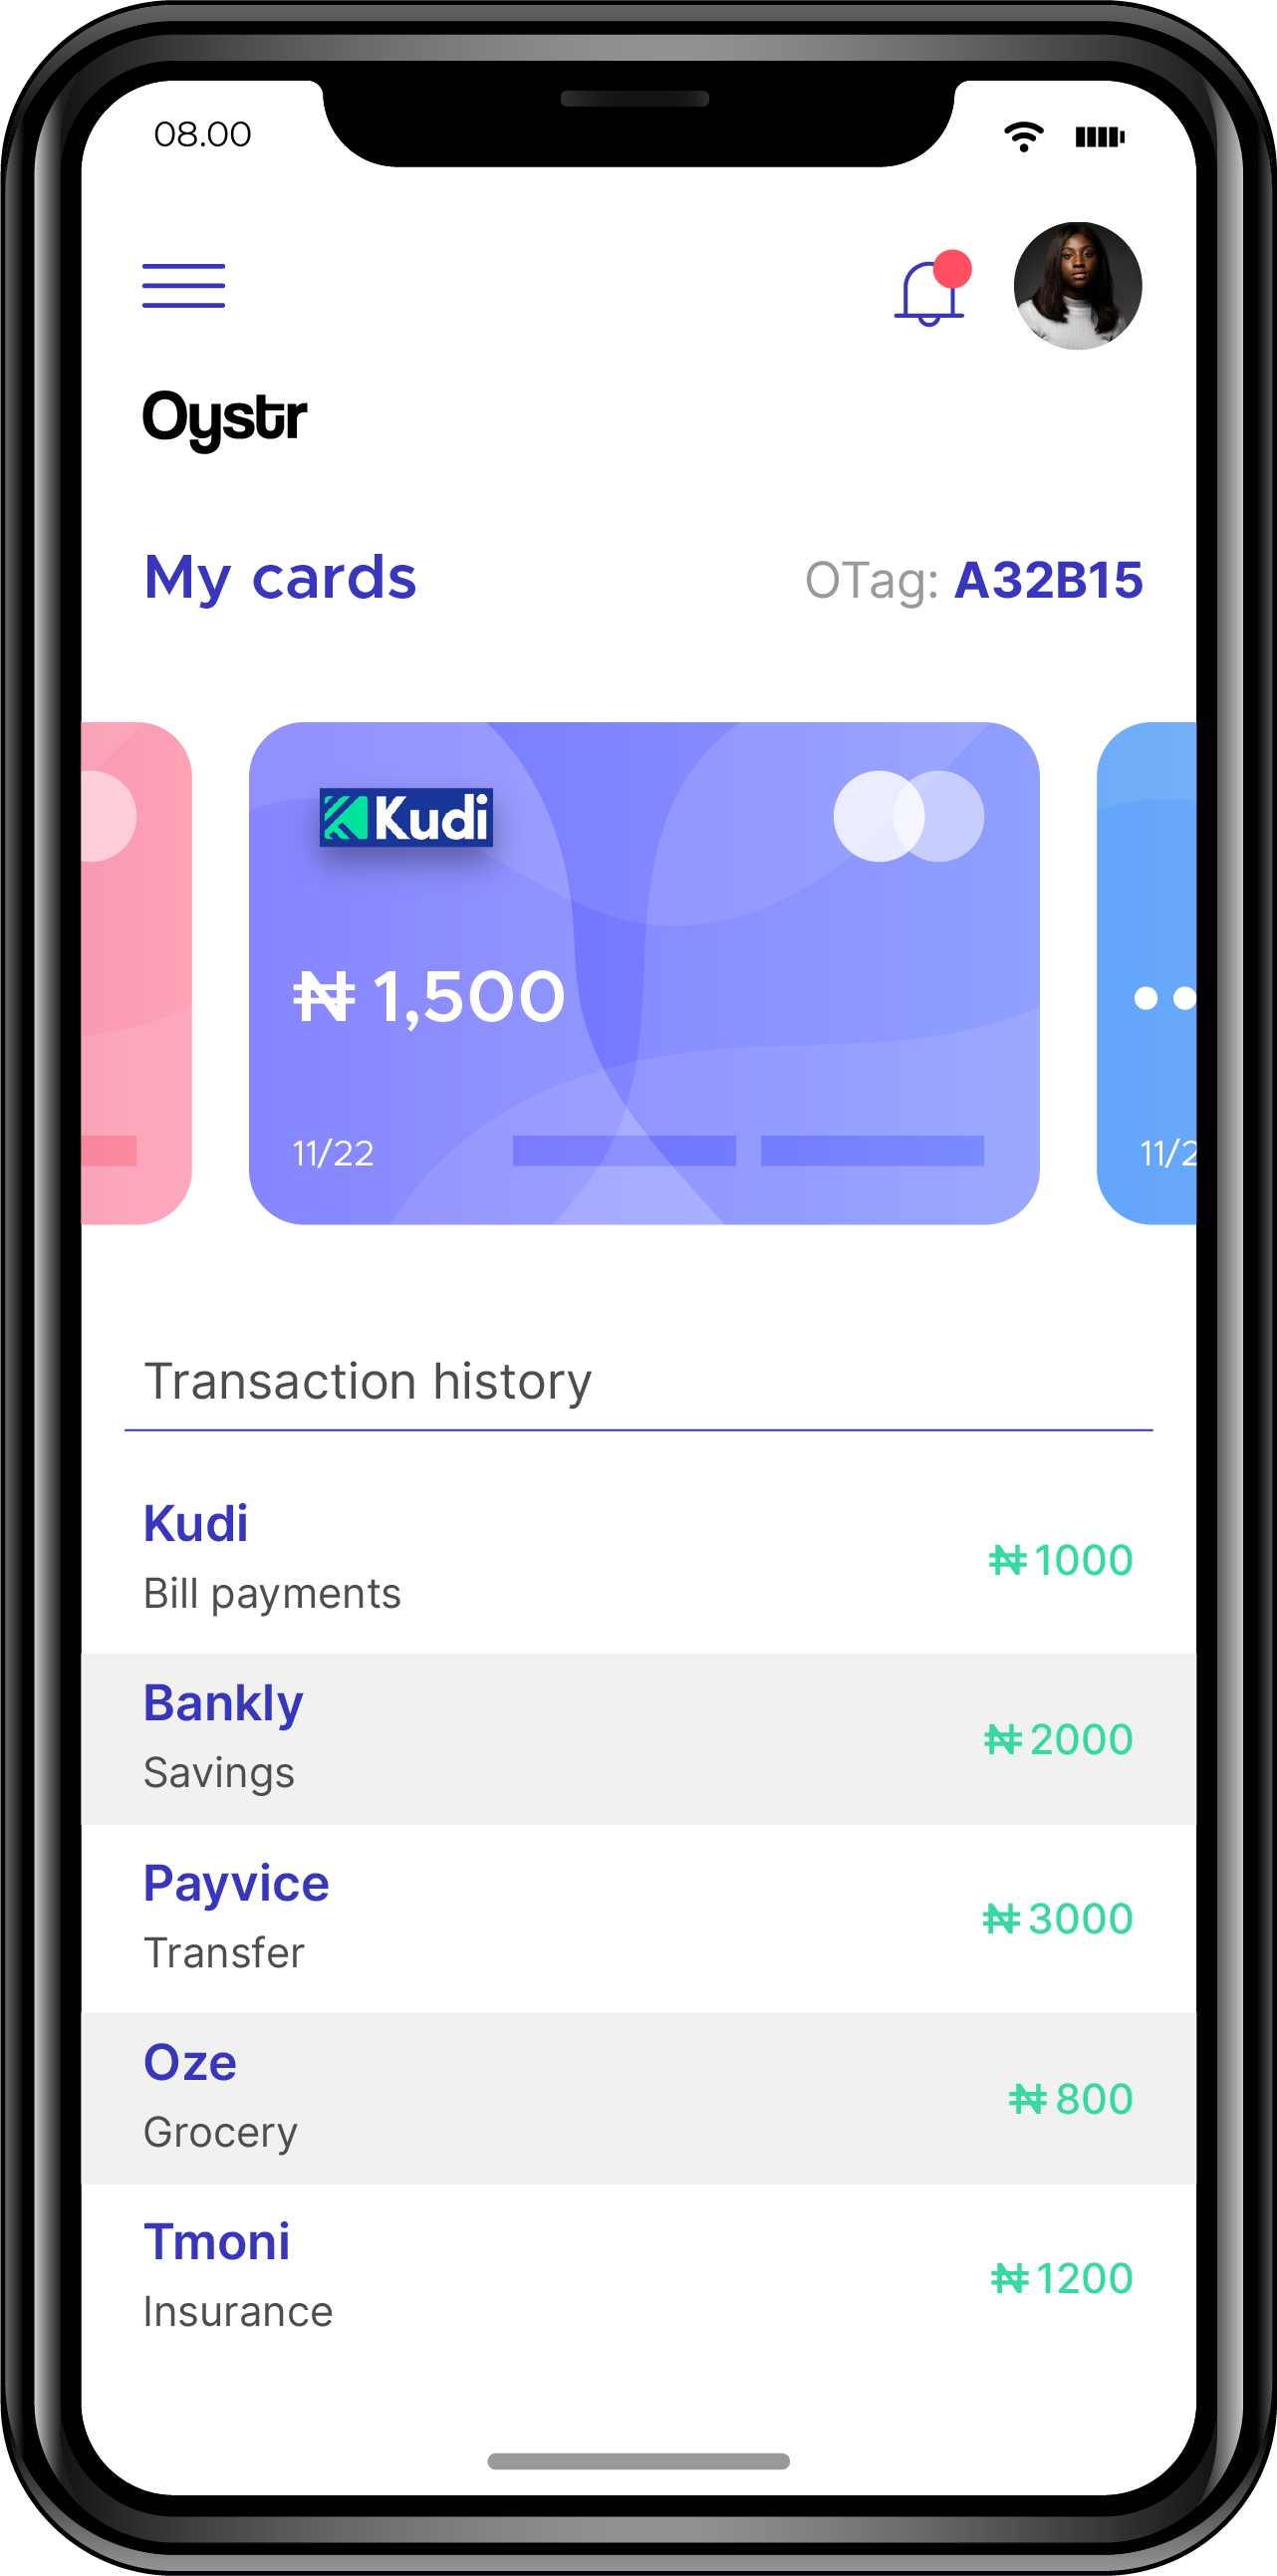 08.00
Oystr
My cards
OTag: A32B15
Kudi
₦ 1,500
11/22
11/2
Transaction history
Kudi
Bill payments
₦ 1000
Bankly
Savings
₦ 2000
Payvice
Transfer
₦ 3000
Oze
Grocery
₦ 800
Tmoni
Insurance
₦ 1200